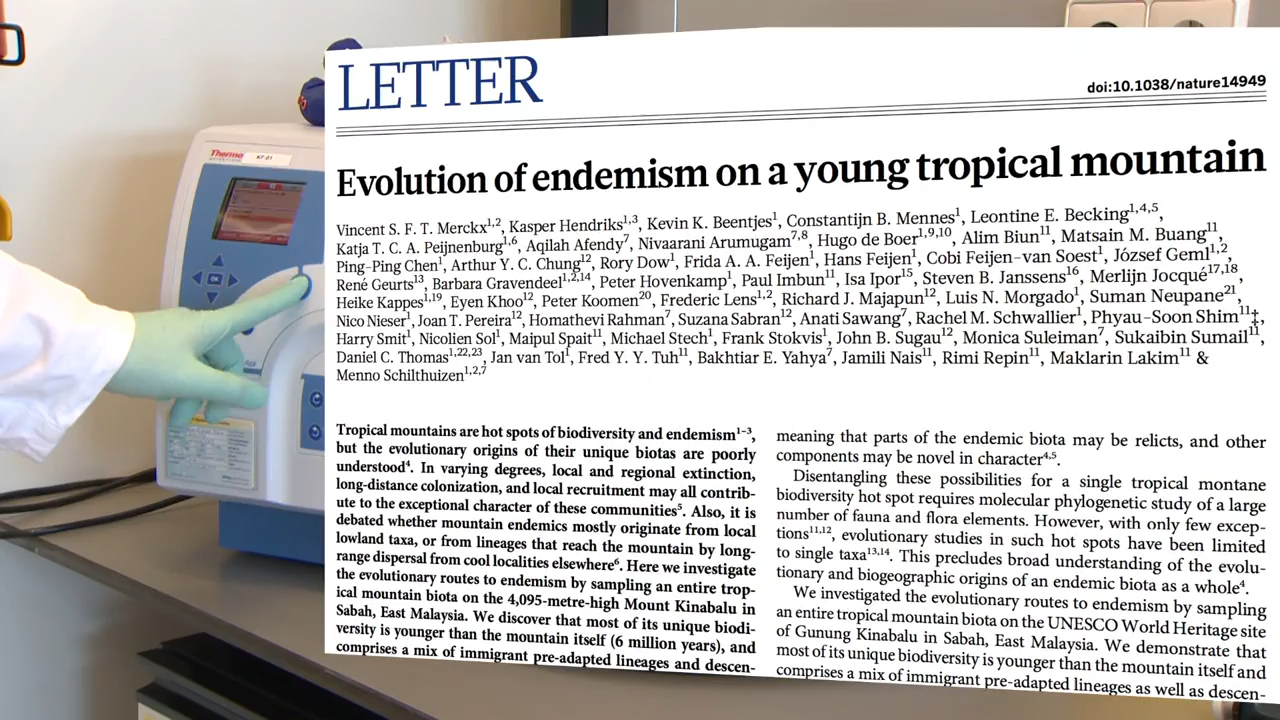 Thermo
KF-01
OK
LETTER
doi:10.1038/nature14949
Evolution of endemism on a young tropical mountain
Vincent S. F. T. Merckx1,2, Kasper Hendriks1,3, Kevin K. Beentjes1, Constantijn B. Mennes1, Leontine E. Becking1,4,5,
Katja T. C. A. Peijnenburg1,6, Aqilah Afendy7, Nivaarani Arumugam7,8, Hugo de Boer1,9,10, Alim Biun11, Matsain M. Buang11,
Ping-Ping Chen1, Arthur Y. C. Chung12, Rory Dow1, Frida A. A. Feijen1, Hans Feijen1, Cobi Feijen-van Soest1, József Geml1,2,
René Geurts13, Barbara Gravendeel1,2,14, Peter Hovenkamp1, Paul Imbun11, Isa Ipor15, Steven B. Janssens16, Merlijn Jocqué17,18,
Heike Kappes1,19, Eyen Khoo12, Peter Koomen20, Frederic Lens1,2, Richard J. Majapun12, Luis N. Morgado1, Suman Neupane21,
Nico Nieser1, Joan T. Pereira12, Homathevi Rahman7, Suzana Sabran12, Anati Sawang7, Rachel M. Schwallier1, Phyau-Soon Shim11‡,
Harry Smit1, Nicolien Sol1, Maipul Spait11, Michael Stech1, Frank Stokvis1, John B. Sugau12, Monica Suleiman7, Sukaibin Sumail11,
Daniel C. Thomas1,22,23, Jan van Tol1, Fred Y. Y. Tuh11, Bakhtiar E. Yahya7, Jamili Nais11, Rimi Repin11, Maklarin Lakim11 &
Menno Schilthuizen1,2,7
Tropical mountains are hot spots of biodiversity and endemism1–3,
but the evolutionary origins of their unique biotas are poorly
understood4. In varying degrees, local and regional extinction,
long-distance colonization, and local recruitment may all contrib-
ute to the exceptional character of these communities5. Also, it is
debated whether mountain endemics mostly originate from local
lowland taxa, or from lineages that reach the mountain by long-
range dispersal from cool localities elsewhere6. Here we investigate
the evolutionary routes to endemism by sampling an entire trop-
ical mountain biota on the 4,095-metre-high Mount Kinabalu in
Sabah, East Malaysia. We discover that most of its unique biodi-
versity is younger than the mountain itself (6 million years), and
comprises a mix of immigrant pre-adapted lineages and descen-
meaning that parts of the endemic biota may be relicts, and other
components may be novel in character4,5.
Disentangling these possibilities for a single tropical montane
biodiversity hot spot requires molecular phylogenetic study of a large
number of fauna and flora elements. However, with only few excep-
tions11,12, evolutionary studies in such hot spots have been limited
to single taxa13,14. This precludes broad understanding of the evolu-
tionary and biogeographic origins of an endemic biota as a whole4.
We investigated the evolutionary routes to endemism by sampling
an entire tropical mountain biota on the UNESCO World Heritage site
of Gunung Kinabalu in Sabah, East Malaysia. We demonstrate that
most of its unique biodiversity is younger than the mountain itself and
comprises a mix of immigrant pre-adapted lineages as well as descen-